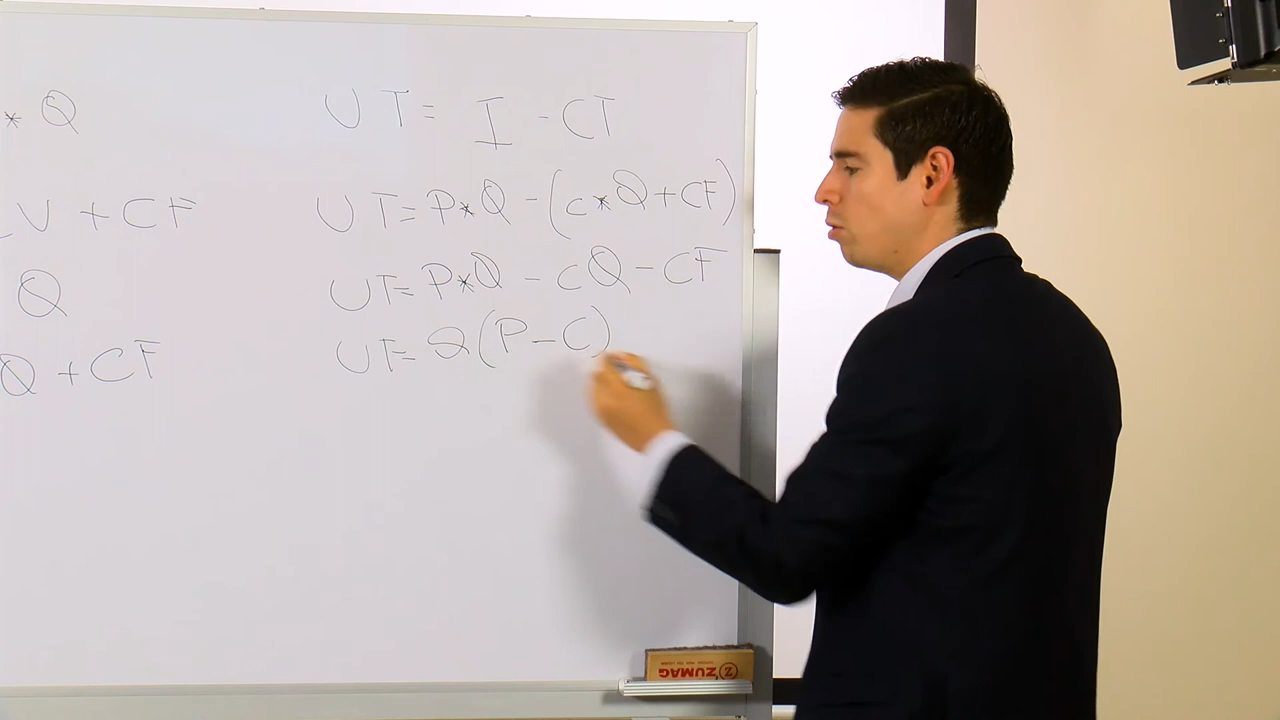 * Q
V + CF
Q
Q + CF
UT = I - CT
UT = P*Q - (c*Q+CF)
UT = P*Q - cQ - CF
UT = Q(P-C)
ZUMAG